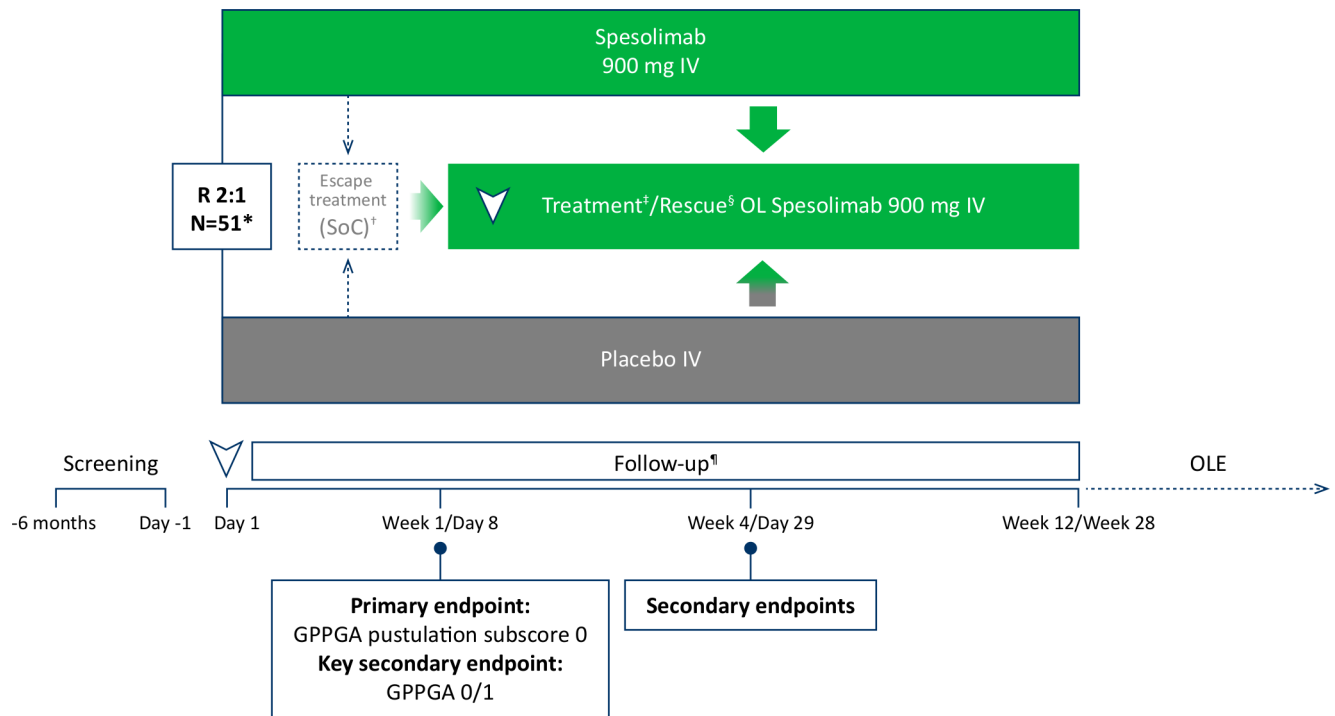 Spesolimab
900 mg IV
R 2:1
N=51*
Escape
treatment
(SoC)†
Treatment‡/Rescue§ OL Spesolimab 900 mg IV
Placebo IV
Screening
Follow-up¶
OLE
-6 months
Day -1
Day 1
Week 1/Day 8
Week 4/Day 29
Week 12/Week 28
Primary endpoint:
GPPGA pustulation subscore 0
Key secondary endpoint:
GPPGA 0/1
Secondary endpoints